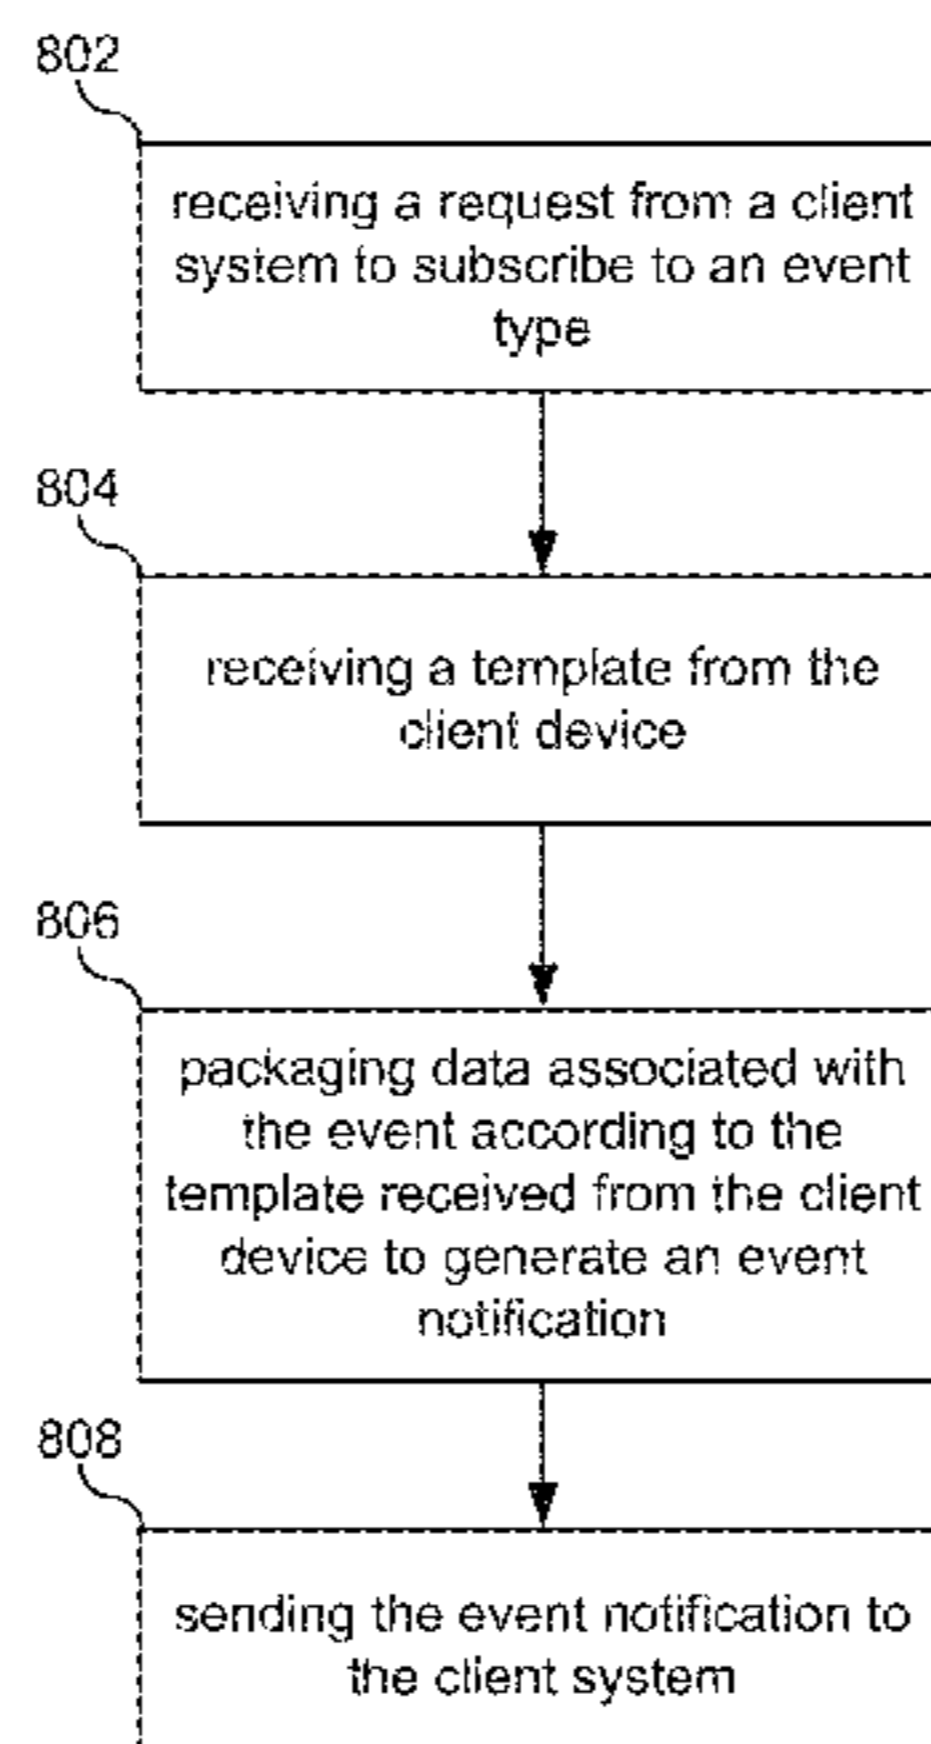 802
receiving a request from a client
system to subscribe to an event
type
804
receiving a template from the
client device
806
packaging data associated with
the event according to the
template received from the client
device to generate an event
notification
808
sending the event notification to
the client system